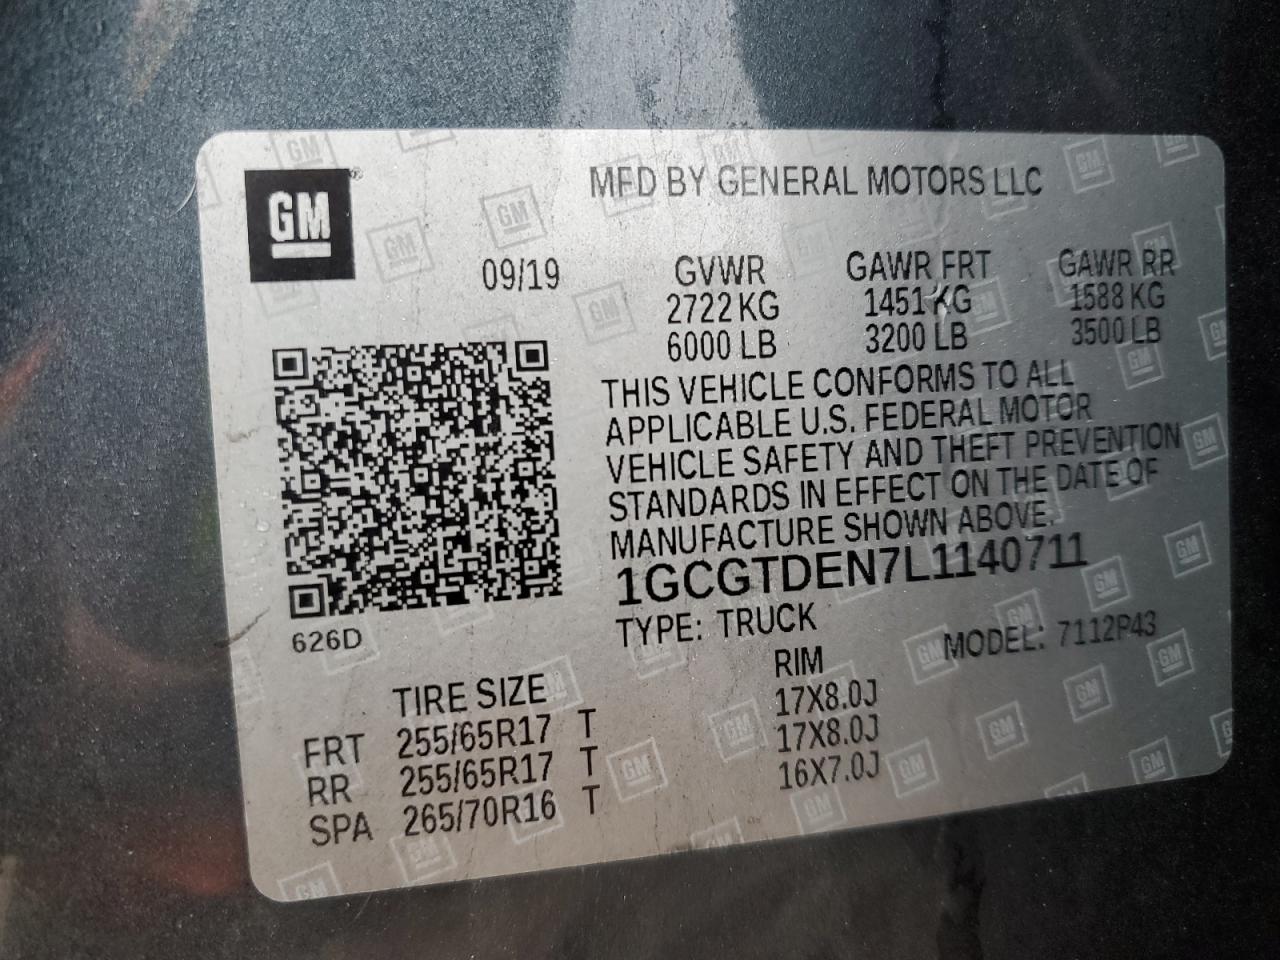 GM
MFD BY GENERAL MOTORS LLC
09/19
GVWR GAWR FRT GAWR RR
2722 KG 1451 KG 1588 KG
6000 LB 3200 LB 3500 LB
THIS VEHICLE CONFORMS TO ALL
APPLICABLE U.S. FEDERAL MOTOR
VEHICLE SAFETY AND THEFT PREVENTION
STANDARDS IN EFFECT ON THE DATE OF
MANUFACTURE SHOWN ABOVE.
1GCGTDEN7L1140711
626D
TYPE: TRUCK MODEL: 7112P43
TIRE SIZE RIM
FRT 255/65R17 T 17X8.0J
RR 255/65R17 T 17X8.0J
SPA 265/70R16 T 16X7.0J